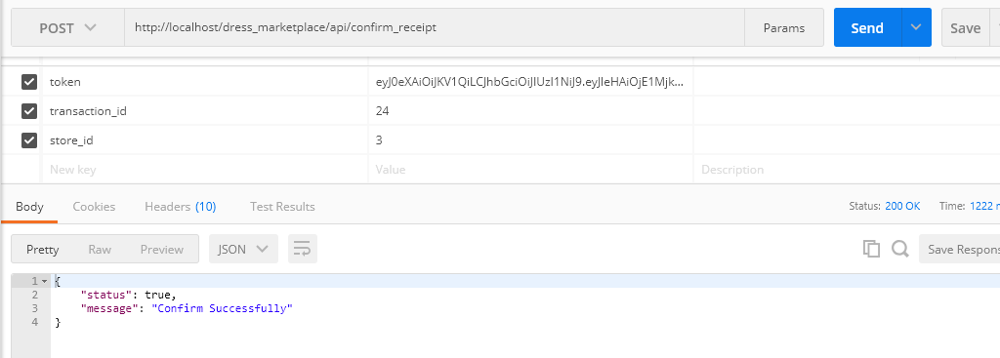 POST http://localhost/dress_marketplace/api/confirm_receipt Params Send Save
token eyJ0eXAiOiJKV1QiLCJhbGciOiJIUzI1NiJ9.eyJleHAiOjE1Mjk...
transaction_id 24
store_id 3
New key Value Description
Body Cookies Headers (10) Test Results Status: 200 OK Time: 1222
Pretty Raw Preview JSON Save Respons
1 {
2 "status": true,
3 "message": "Confirm Successfully"
4 }